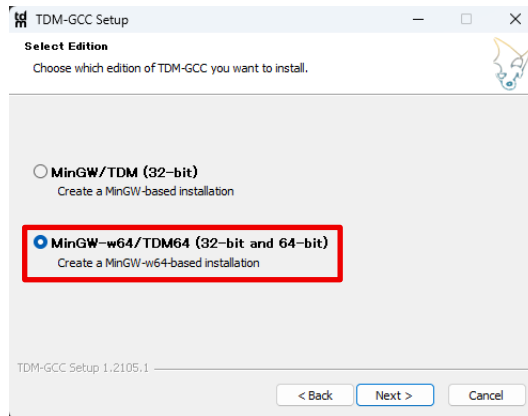 TDM-GCC Setup
Select Edition
Choose which edition of TDM-GCC you want to install.
MinGW/TDM (32-bit)
Create a MinGW-based installation
MinGW-w64/TDM64 (32-bit and 64-bit)
Create a MinGW-w64-based installation
TDM-GCC Setup 1.2105.1
< Back
Next >
Cancel